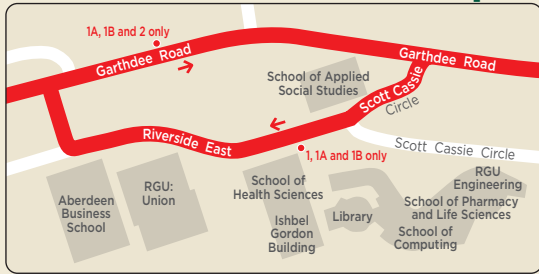 1A, 1B and 2 only
Garthdee Road
Garthdee Road
School of Applied
Social Studies
Scott Cassie
Circle
Riverside East
Scott Cassie Circle
1, 1A and 1B only
Aberdeen
Business
School
RGU:
Union
School of
Health Sciences
Ishbel
Gordon
Building
Library
RGU
Engineering
School of Pharmacy
and Life Sciences
School of
Computing